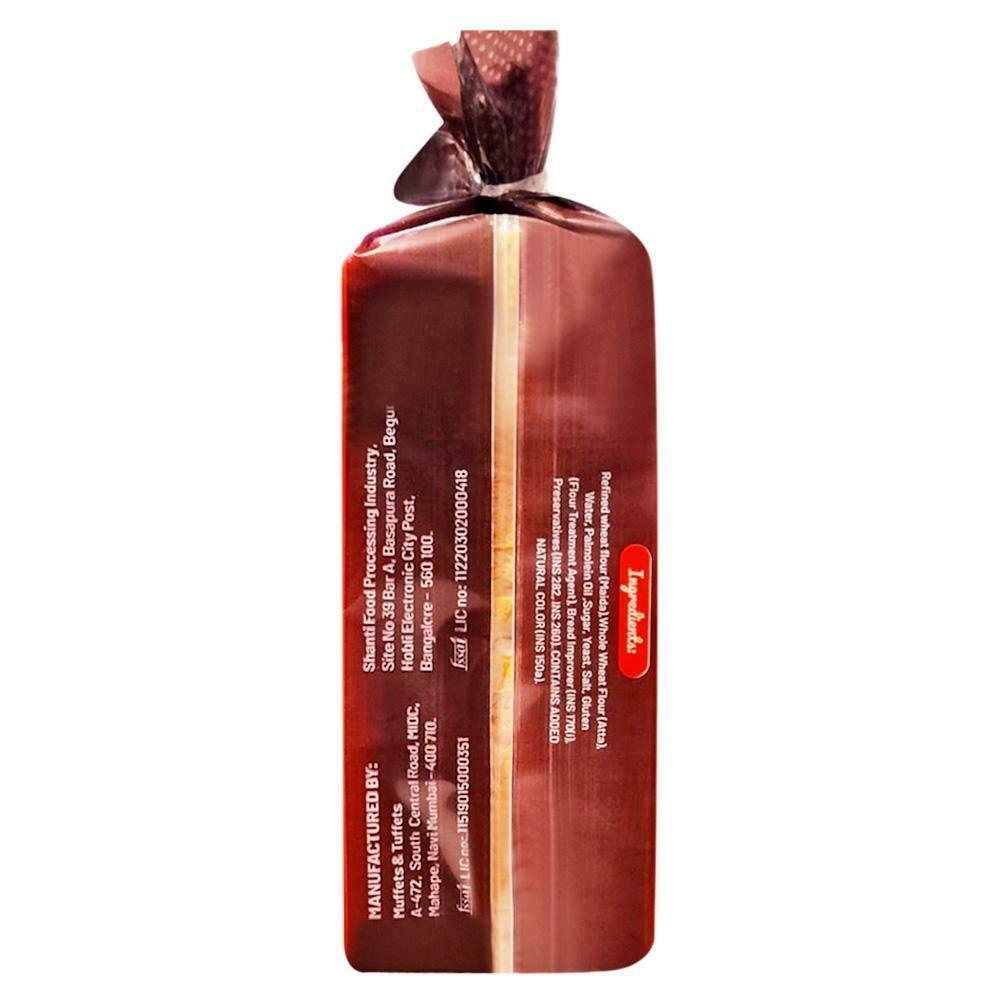 MANUFACTURED BY:
Muffets & Tuffets
A-472, South Central Road, MIDC,
Mahape, Navi Mumbai - 400 710.
fssai LIC no: 11519015000351
Shanti Food Processing Industry,
Site No 39 Bar A, Basapura Road, Begur
Hobli Electronic City Post,
Bangalore - 560 100.
fssai LIC no: 11220302000418
Ingredients:
Refined wheat flour (Maida), Whole Wheat Flour (Atta),
Water, Palmolein Oil, Sugar, Yeast, Salt, Gluten
(Flour Treatment Agent), Bread Improver (INS 170(i),
Preservatives (INS 282, INS 260). CONTAINS ADDED
NATURAL COLOR (INS 150a).